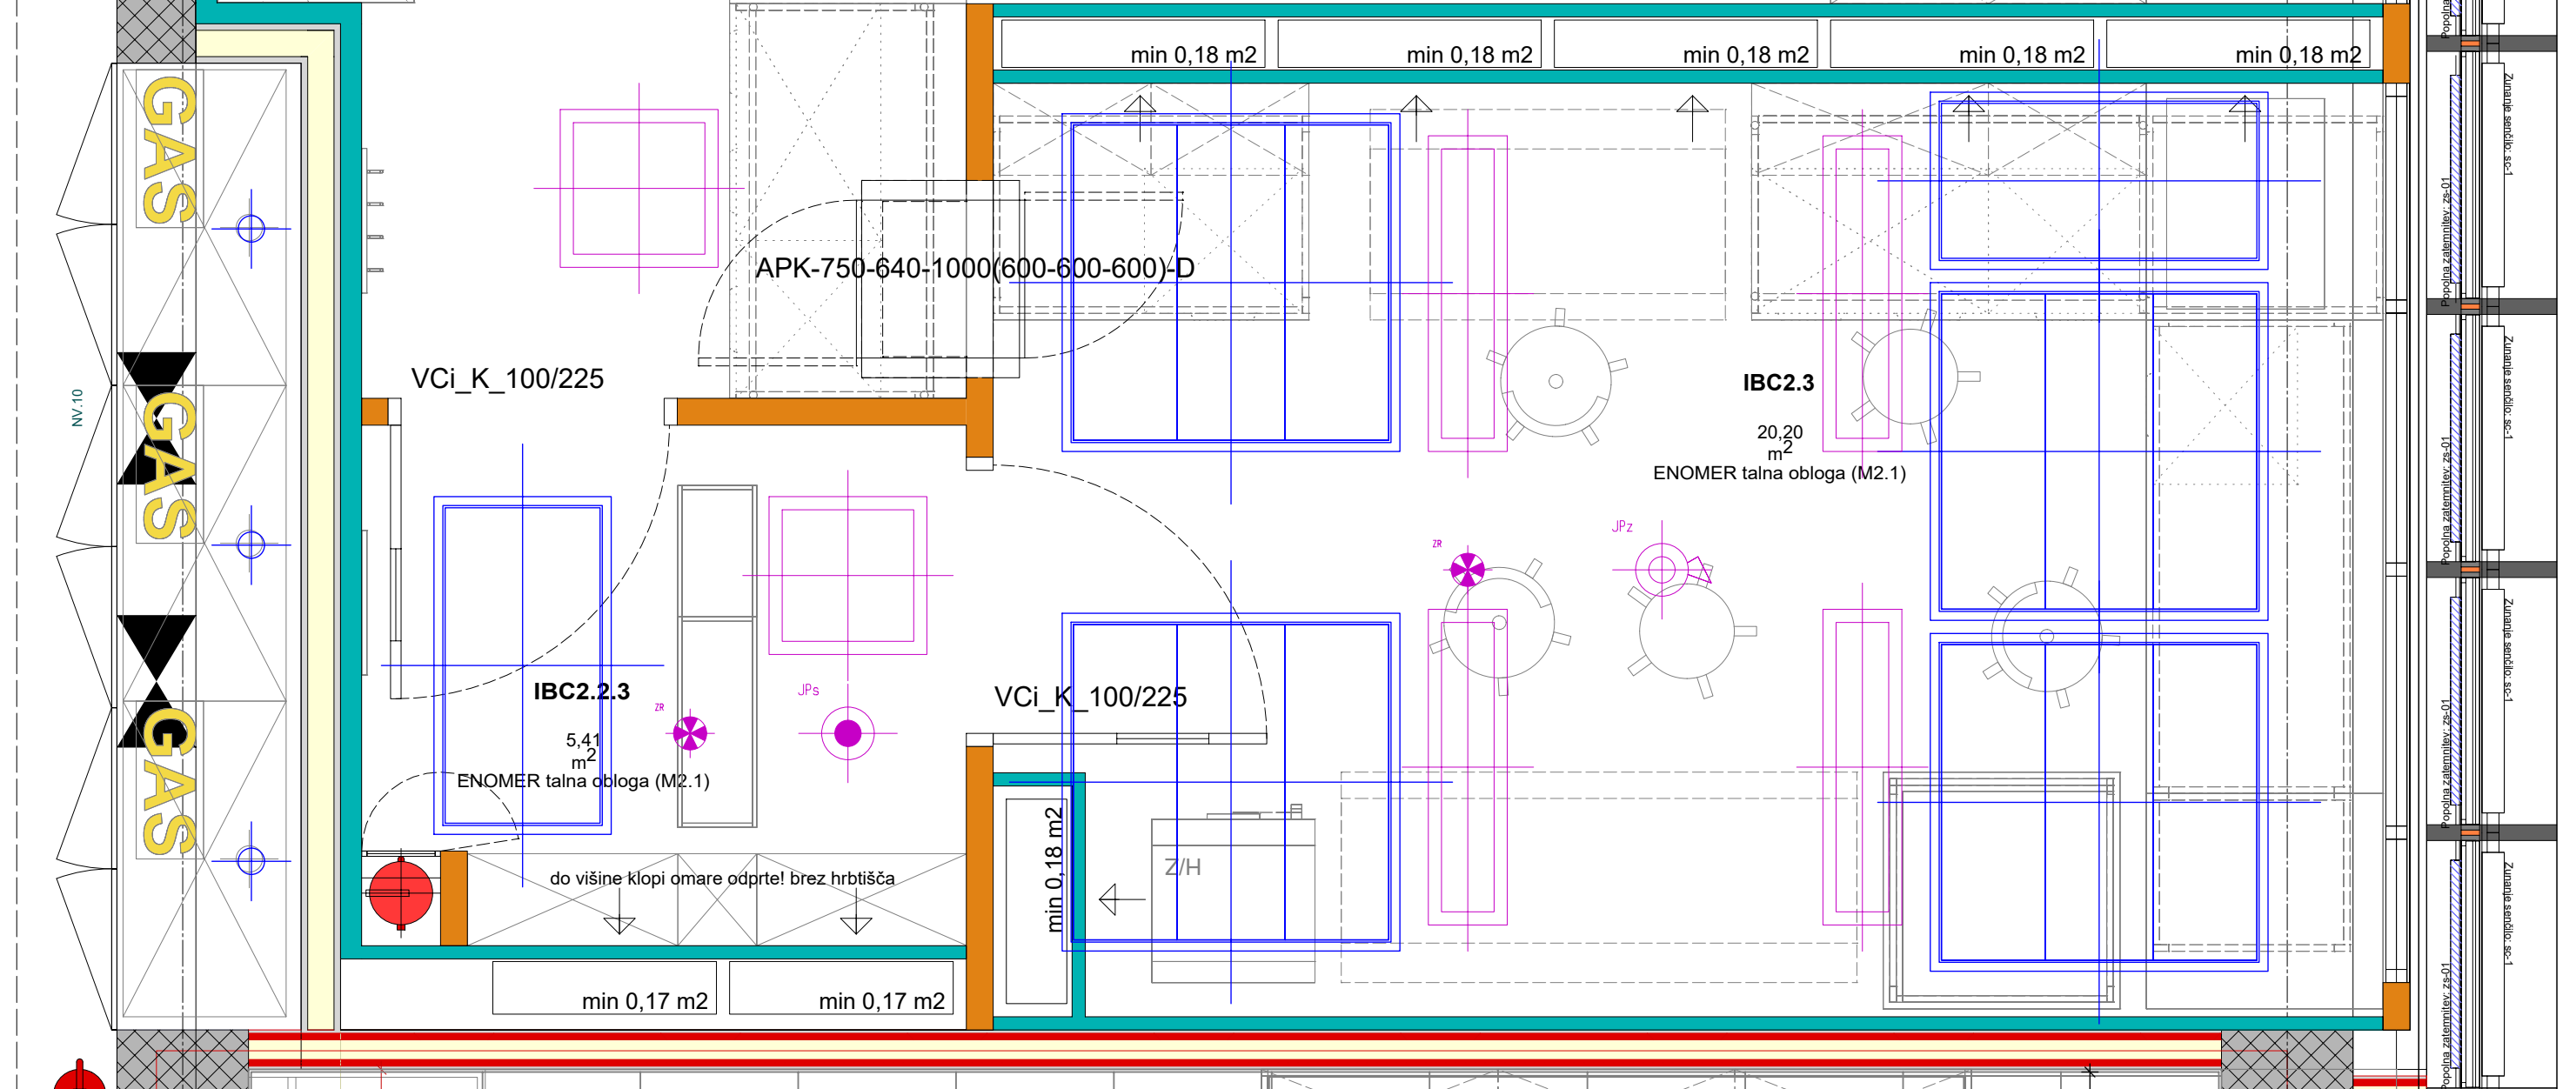 min 0,18 m2
min 0,18 m2
min 0,18 m2
min 0,18 m2
min 0,18 m2
GAS
GAS
GAS
NV.10
APK-750-640-1000(600-600-600)-D
VCi_K_100/225
IBC2.3
20,20
m2
ENOMER talna obloga (M2.1)
JPz
ZR
IBC2.2.3
5,41
m2
ENOMER talna obloga (M2.1)
ZR
JPs
VCi_K_100/225
Z/H
min 0,18 m2
do višine klopi omare odprte! brez hrbtišča
min 0,17 m2
min 0,17 m2
Popolna zatemnitev: zs-01
Zunanje senčilo: sc-1
Popolna zatemnitev: zs-01
Zunanje senčilo: sc-1
Popolna zatemnitev: zs-01
Zunanje senčilo: sc-1
Popolna zatemnitev: zs-01
Zunanje senčilo: sc-1
Popolna